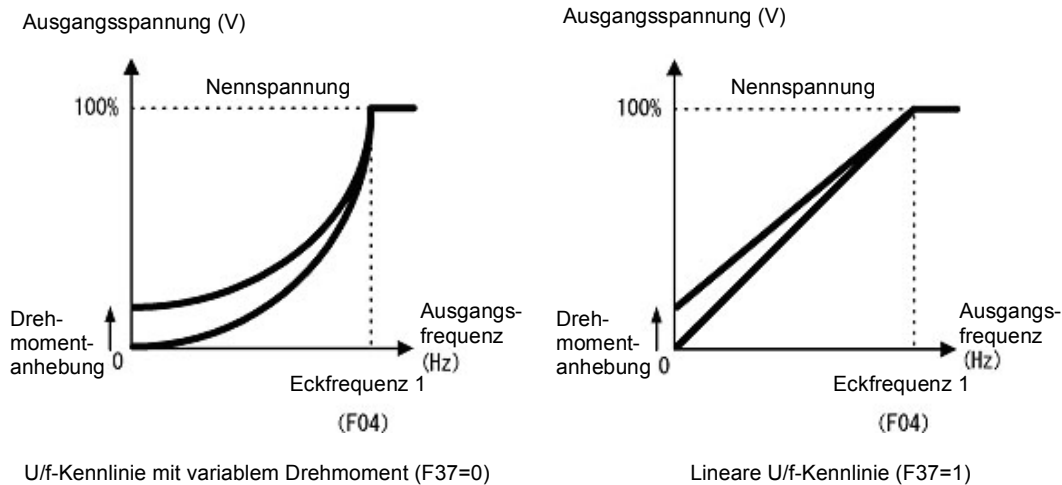 Ausgangsspannung (V)
Nennspannung
100%
Dreh-
moment-
anhebung
0
Ausgangs-
frequenz
(Hz)
Eckfrequenz 1
(F04)
U/f-Kennlinie mit variablem Drehmoment (F37=0)
Ausgangsspannung (V)
Nennspannung
100%
Dreh-
moment-
anhebung
0
Ausgangs-
frequenz
(Hz)
Eckfrequenz 1
(F04)
Lineare U/f-Kennlinie (F37=1)